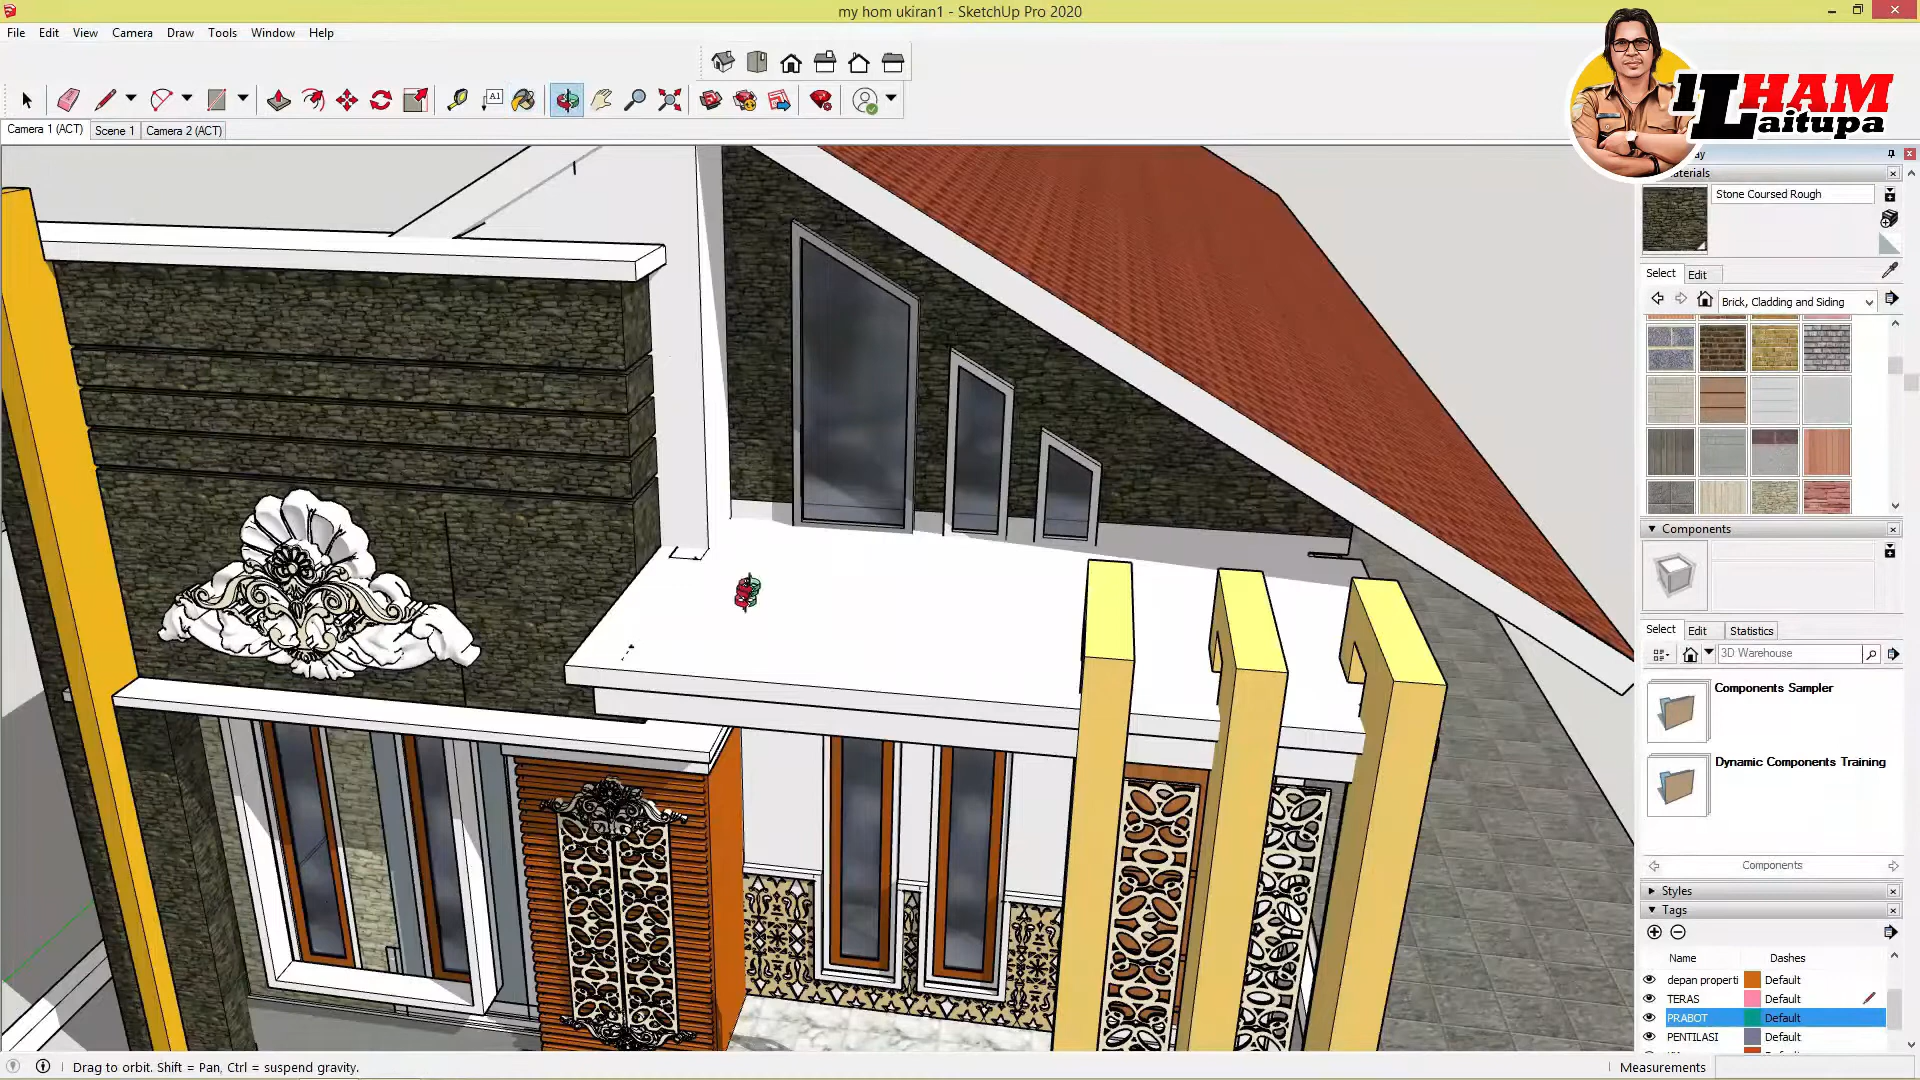 my hom ukiran1 - SketchUp Pro 2020
File Edit View Camera Draw Tools Window Help
A1
ILHAM
Laitupa
Camera 1 (ACT) Scene 1 Camera 2 (ACT)
Stone Coursed Rough
Select Edit
Brick, Cladding and Siding
Components
Select Edit Statistics
3D Warehouse
Components Sampler
Dynamic Components Training
Components
Styles
Tags
Name Dashes
depan properti Default
TERAS Default
PRABOT Default
PENTILASI Default
Drag to orbit. Shift = Pan, Ctrl = suspend gravity.
Measurements